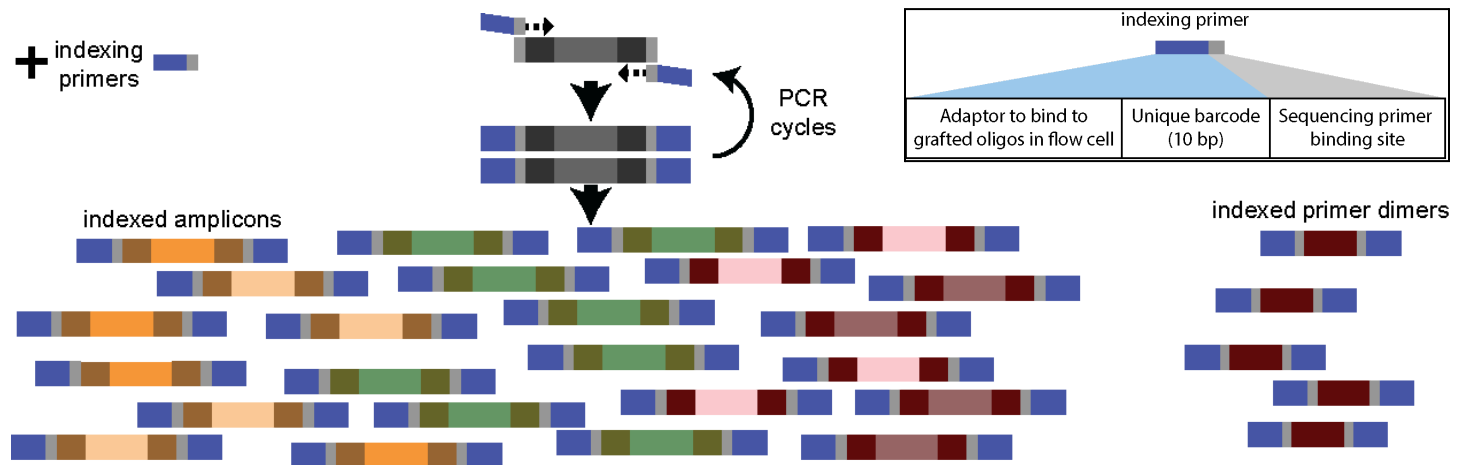 + indexing
primers
PCR
cycles
indexing primer
Adaptor to bind to
grafted oligos in flow cell
Unique barcode
(10 bp)
Sequencing primer
binding site
indexed amplicons
indexed primer dimers